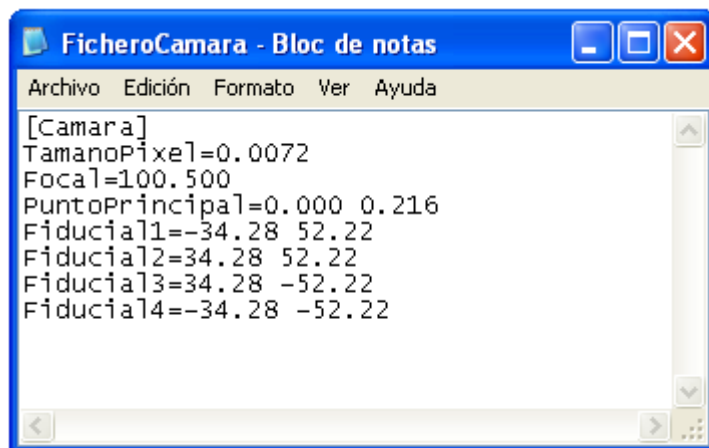 FicheroCamara - Bloc de notas
Archivo Edición Formato Ver Ayuda
[Camara]
TamanoPixel=0.0072
Focal=100.500
PuntoPrincipal=0.000 0.216
Fiducial1=-34.28 52.22
Fiducial2=34.28 52.22
Fiducial3=34.28 -52.22
Fiducial4=-34.28 -52.22